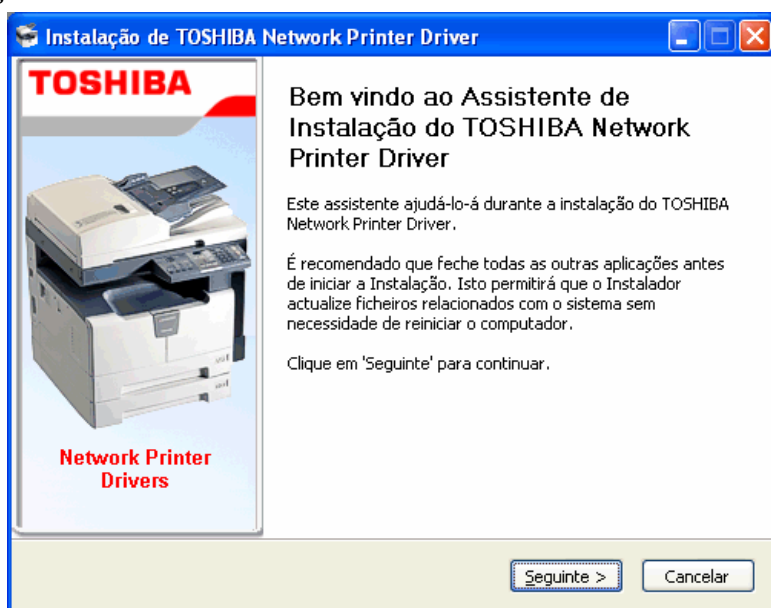 Instalação de TOSHIBA Network Printer Driver
TOSHIBA
Bem vindo ao Assistente de
Instalação do TOSHIBA Network
Printer Driver
Este assistente ajudá-lo-á durante a instalação do TOSHIBA
Network Printer Driver.
É recomendado que feche todas as outras aplicações antes
de iniciar a Instalação. Isto permitirá que o Instalador
actualize ficheiros relacionados com o sistema sem
necessidade de reiniciar o computador.
Clique em 'Seguinte' para continuar.
Network Printer
Drivers
Seguinte >
Cancelar